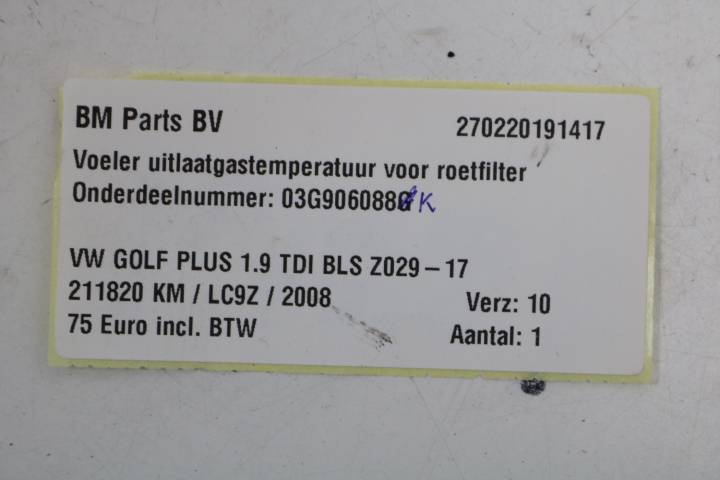 BM Parts BV 270220191417
Voeler uitlaatgastemperatuur voor roetfilter
Onderdeelnummer: 03G906088G K
VW GOLF PLUS 1.9 TDI BLS Z029 – 17
211820 KM / LC9Z / 2008 Verz: 10
75 Euro incl. BTW Aantal: 1